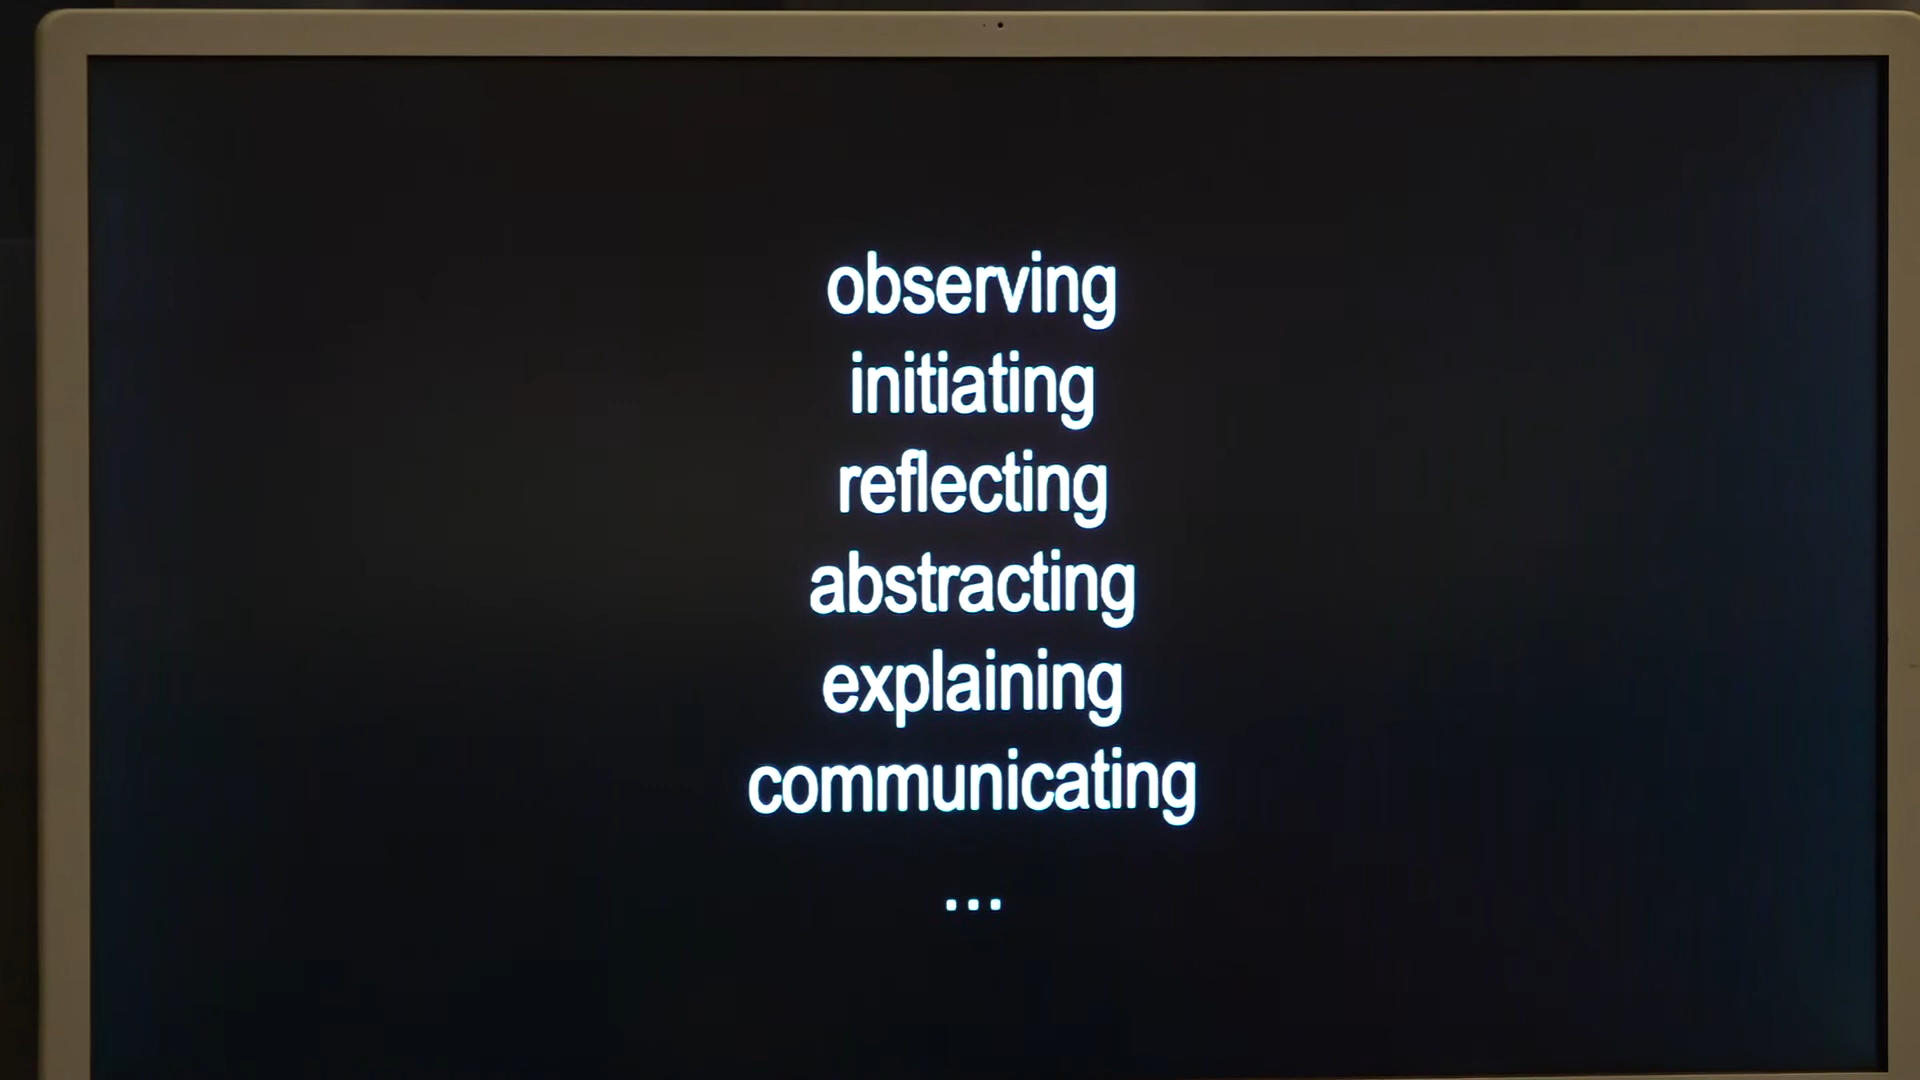 observing
initiating
reflecting
abstracting
explaining
communicating
...